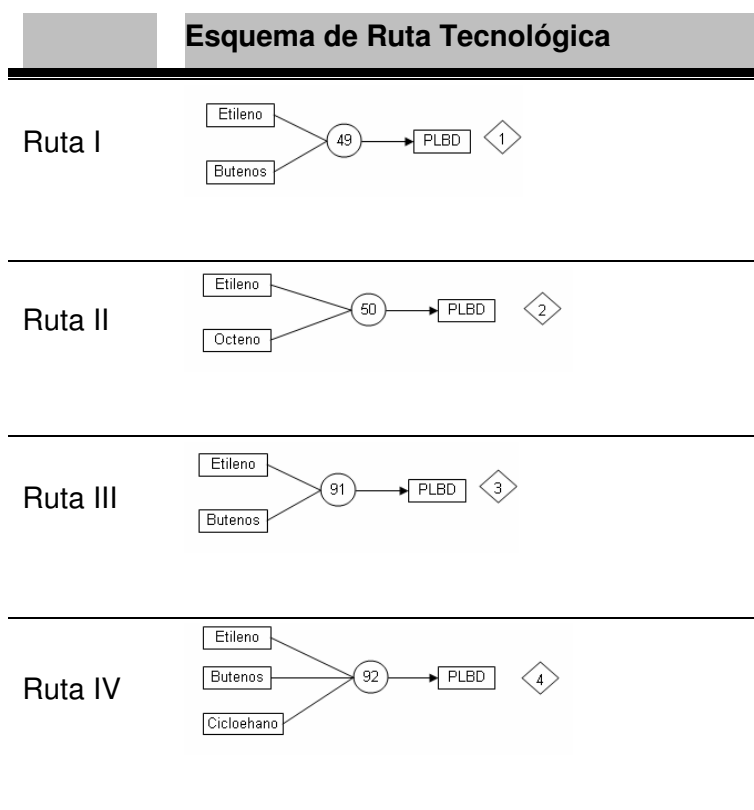 Esquema de Ruta Tecnológica
Ruta I
Etileno
Butenos
49
PLBD
1
Ruta II
Etileno
Octeno
50
PLBD
2
Ruta III
Etileno
Butenos
91
PLBD
3
Ruta IV
Etileno
Butenos
Cicloehano
92
PLBD
4